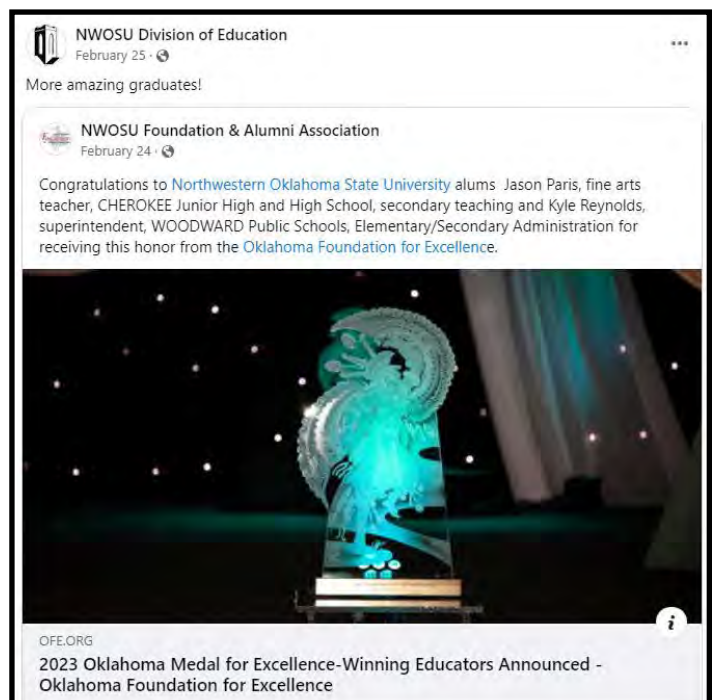 NWOSU Division of Education
February 25 ·
More amazing graduates!
NWOSU Foundation & Alumni Association
February 24 ·
Congratulations to Northwestern Oklahoma State University alums Jason Paris, fine arts
teacher, CHEROKEE Junior High and High School, secondary teaching and Kyle Reynolds,
superintendent, WOODWARD Public Schools, Elementary/Secondary Administration for
receiving this honor from the Oklahoma Foundation for Excellence.
i
OFE.ORG
2023 Oklahoma Medal for Excellence-Winning Educators Announced -
Oklahoma Foundation for Excellence